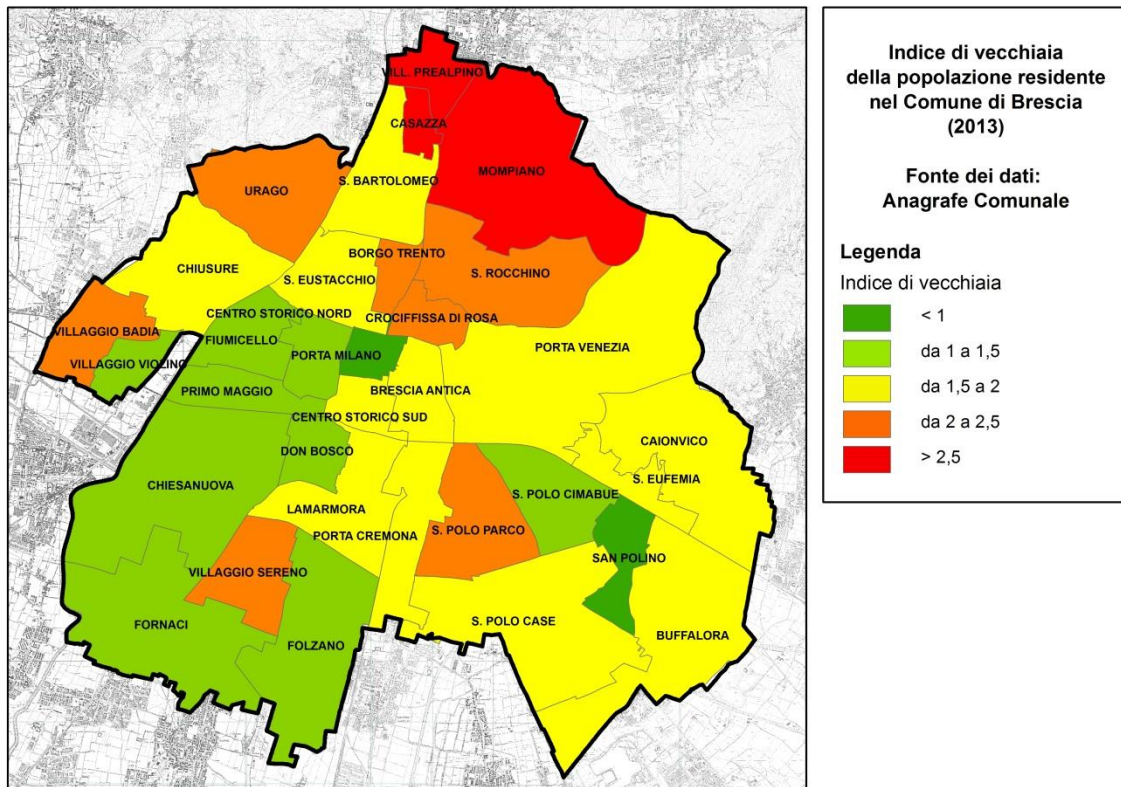 VILL. PREALPINO
CASAZZA
MOMPIANO
S. BARTOLOMEO
URAGO
BORGO TRENTO
S. ROCCHINO
CHIUSURE
S. EUSTACCHIO
CENTRO STORICO NORD
CROCIFFISSA DI ROSA
VILLAGGIO BADIA
FIUMICELLO
PORTA VENEZIA
PORTA MILANO
VILLAGGIO VIOLINO
PRIMO MAGGIO
BRESCIA ANTICA
CENTRO STORICO SUD
CAIONVICO
DON BOSCO
S. EUFEMIA
CHIESANUOVA
S. POLO CIMABUE
LAMARMORA
S. POLO PARCO
PORTA CREMONA
SAN POLINO
VILLAGGIO SERENO
FORNACI
S. POLO CASE
BUFFALORA
FOLZANO
Indice di vecchiaia
della popolazione residente
nel Comune di Brescia
(2013)
Fonte dei dati:
Anagrafe Comunale
Legenda
Indice di vecchiaia
< 1
da 1 a 1,5
da 1,5 a 2
da 2 a 2,5
> 2,5